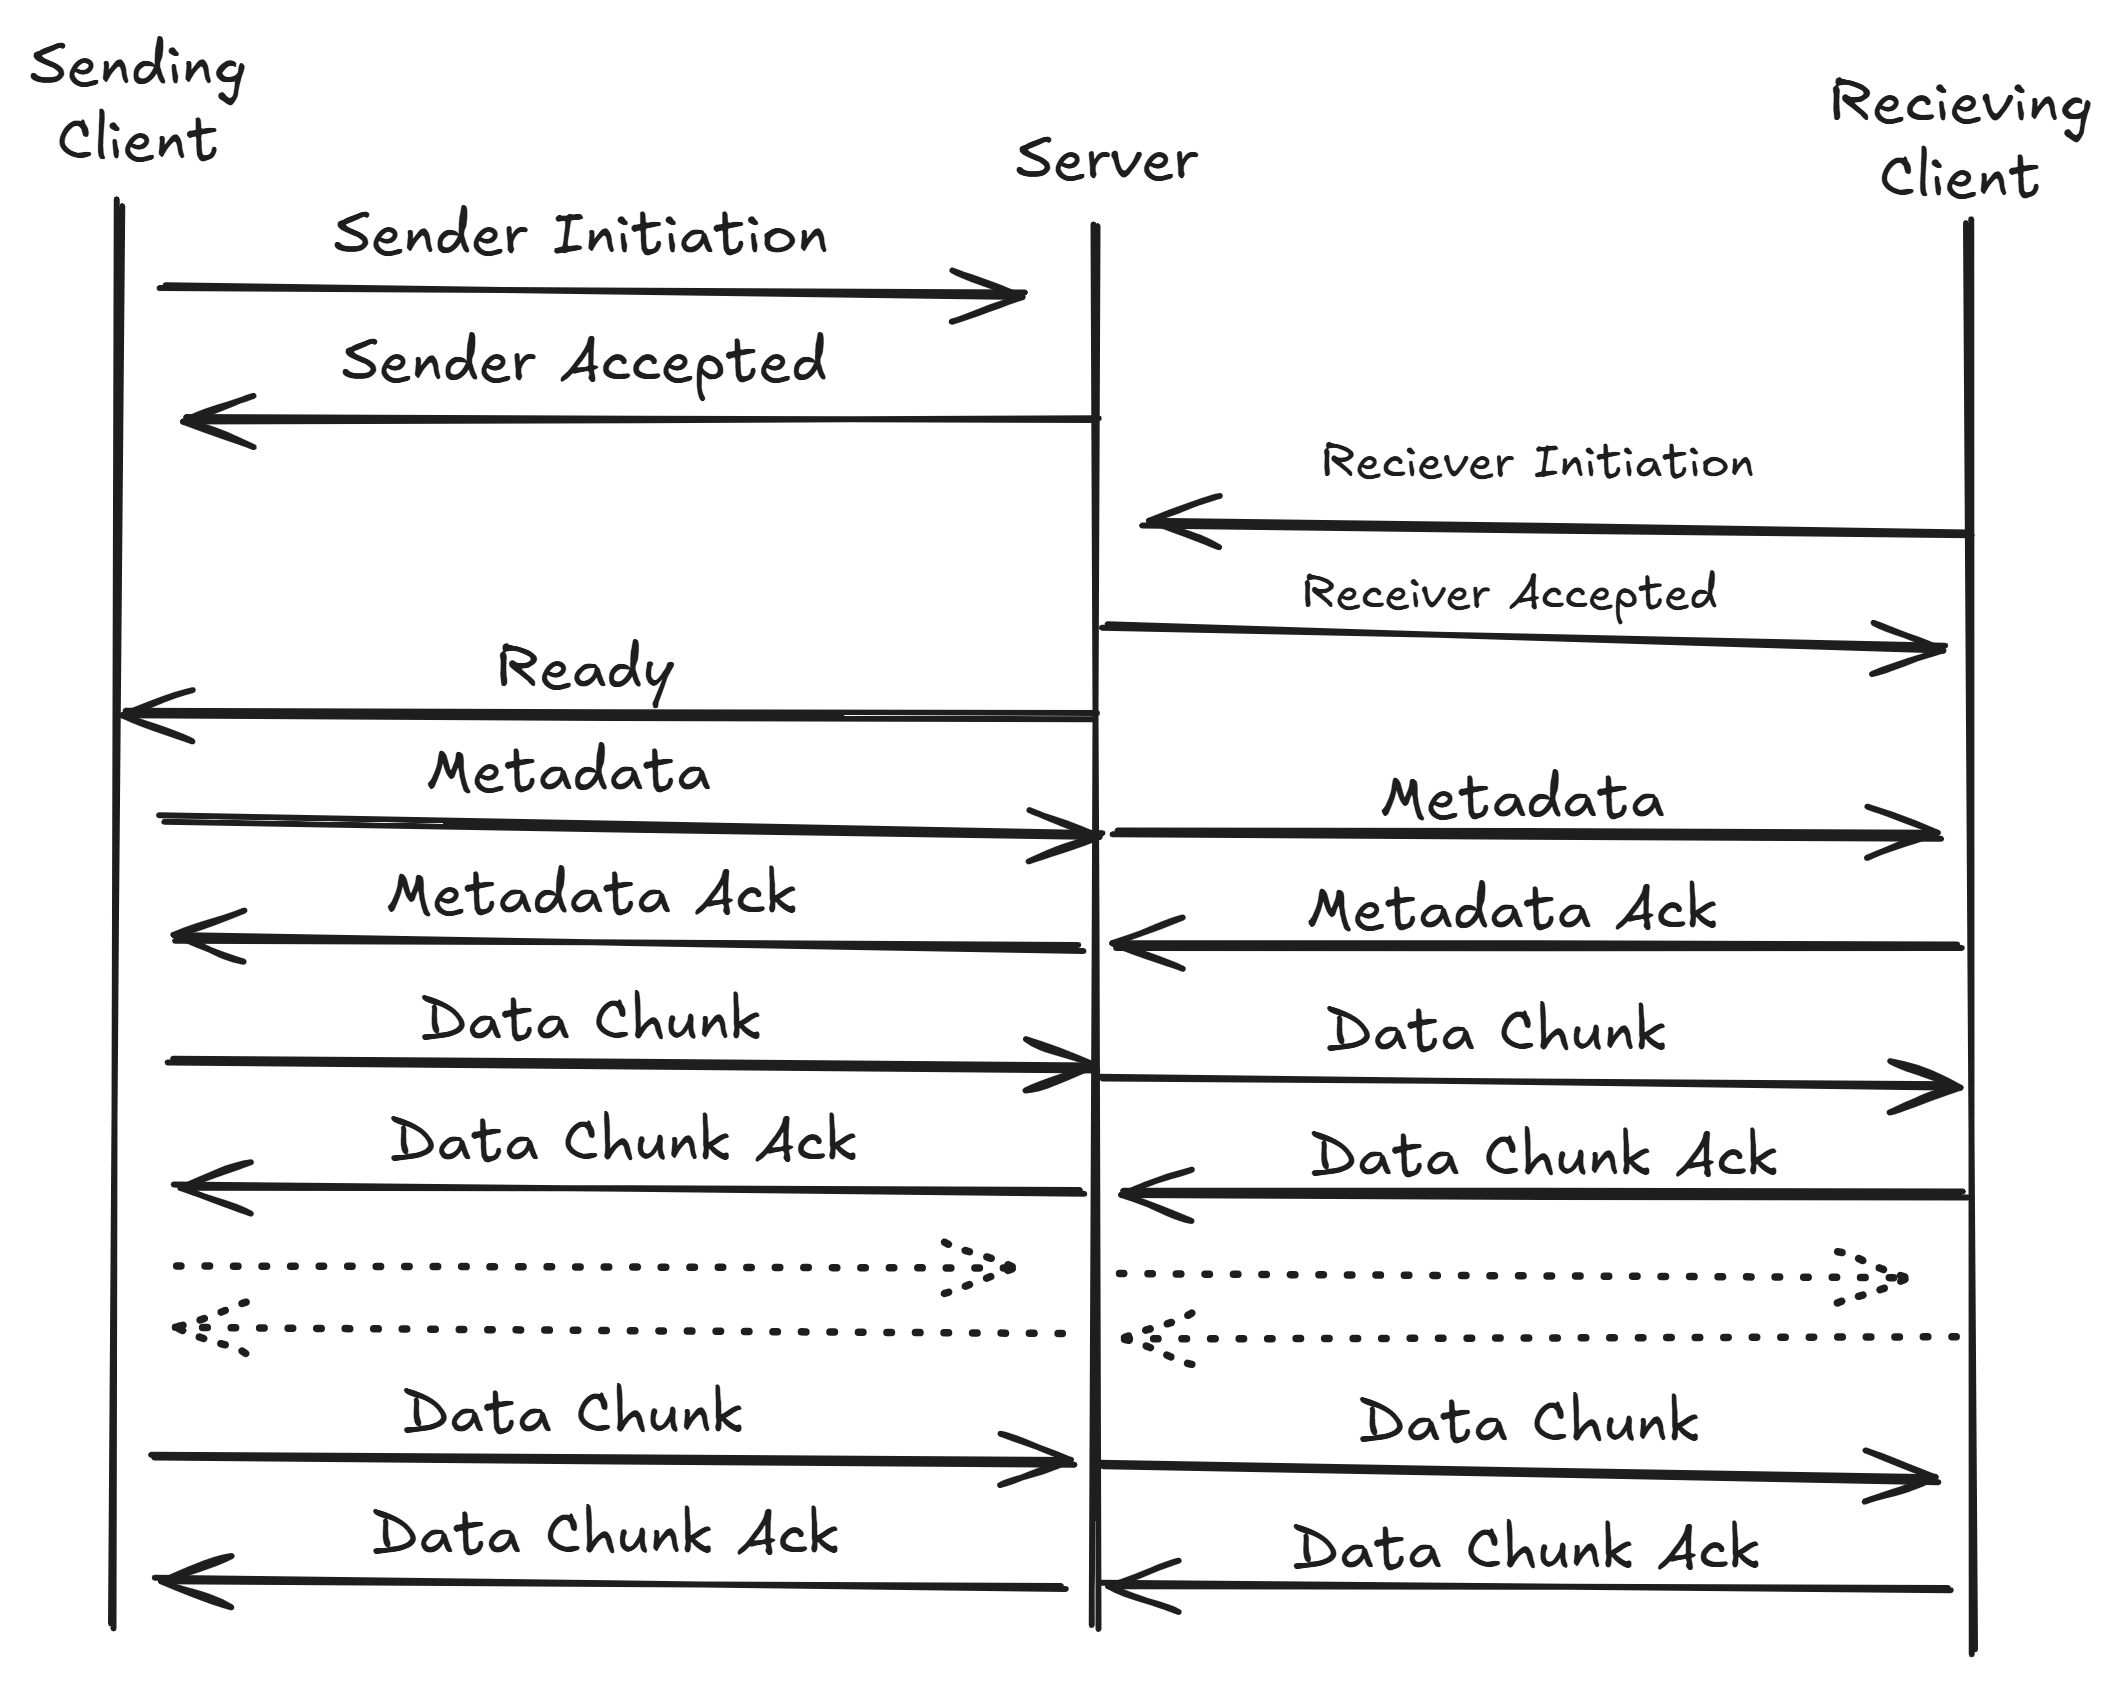 Sending
Client
Server
Recieving
Client
Sender Initiation
Sender Accepted
Reciever Initiation
Receiver Accepted
Ready
Metadata
Metadata
Metadata Ack
Metadata Ack
Data Chunk
Data Chunk
Data Chunk Ack
Data Chunk Ack
Data Chunk
Data Chunk
Data Chunk Ack
Data Chunk Ack